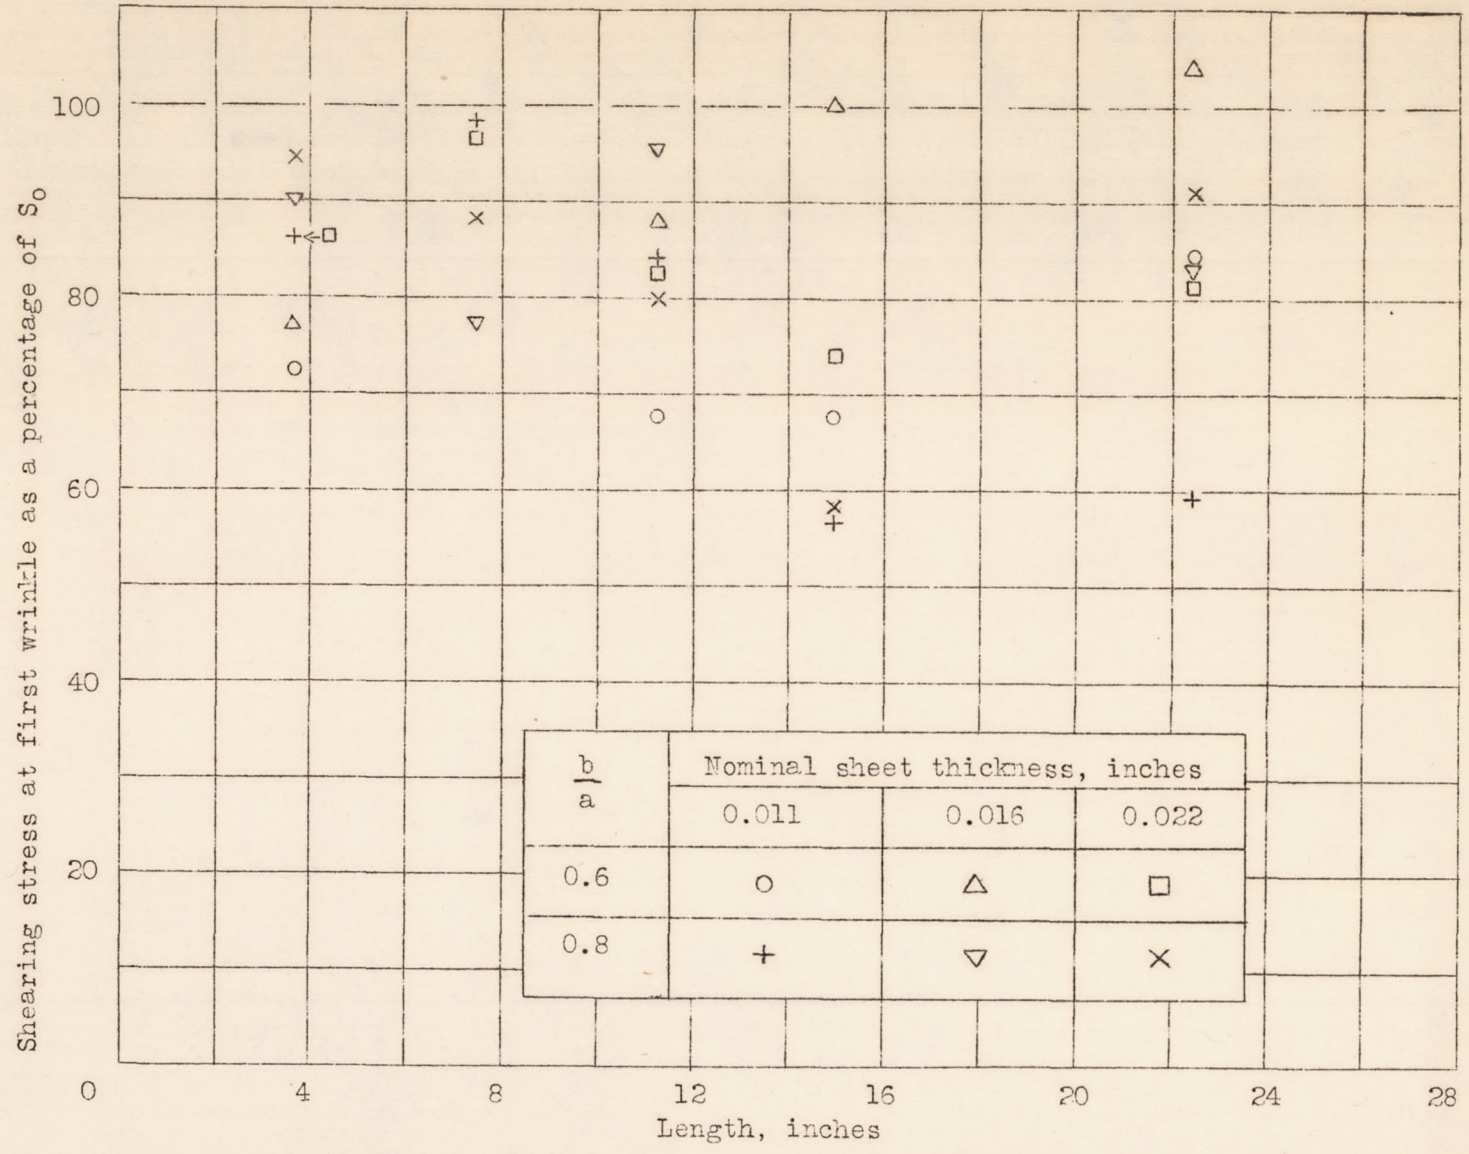 Shearing stress at first wrinkle as a percentage of S₀
100
80
60
40
20
0
4 8 12 16 20 24 28
Length, inches
b/a
Nominal sheet thickness, inches
0.011 0.016 0.022
0.6 ○ △ □
0.8 + ▽ ×